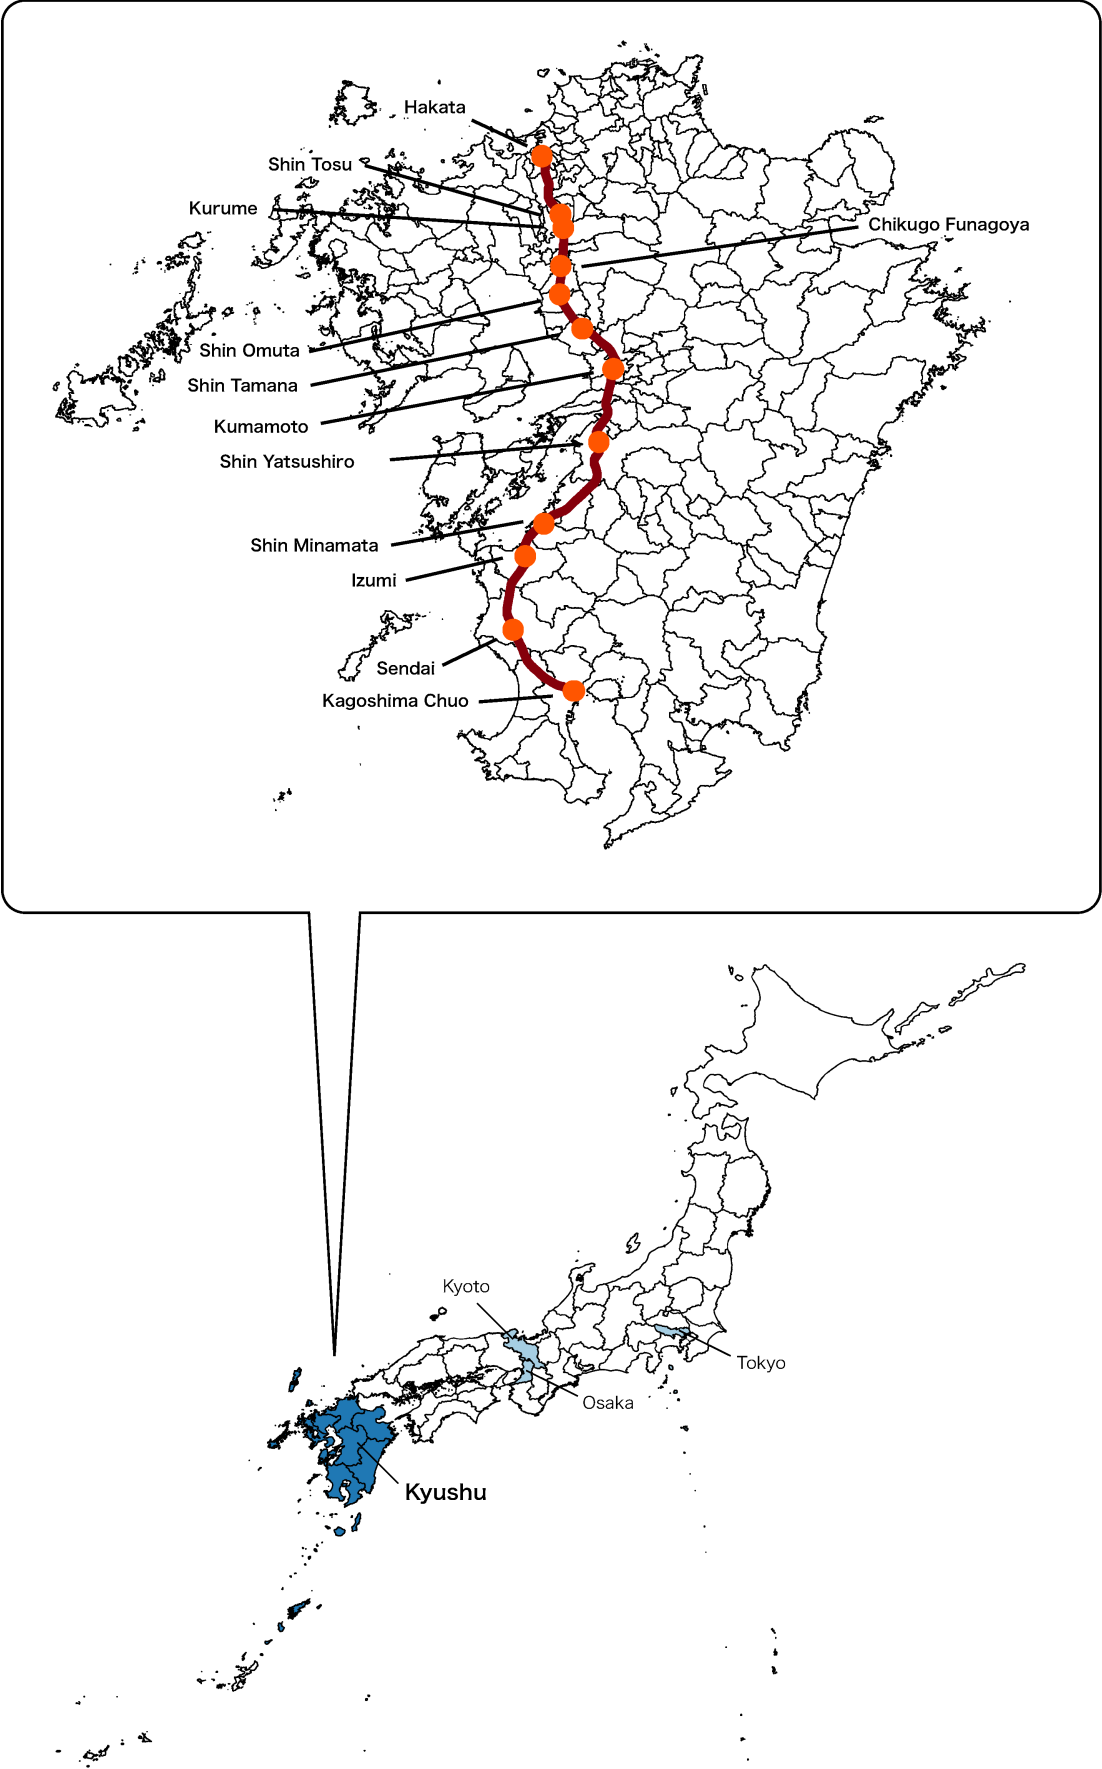 Hakata
Shin Tosu
Kurume
Chikugo Funagoya
Shin Omuta
Shin Tamana
Kumamoto
Shin Yatsushiro
Shin Minamata
Izumi
Sendai
Kagoshima Chuo
Kyoto
Tokyo
Osaka
Kyushu